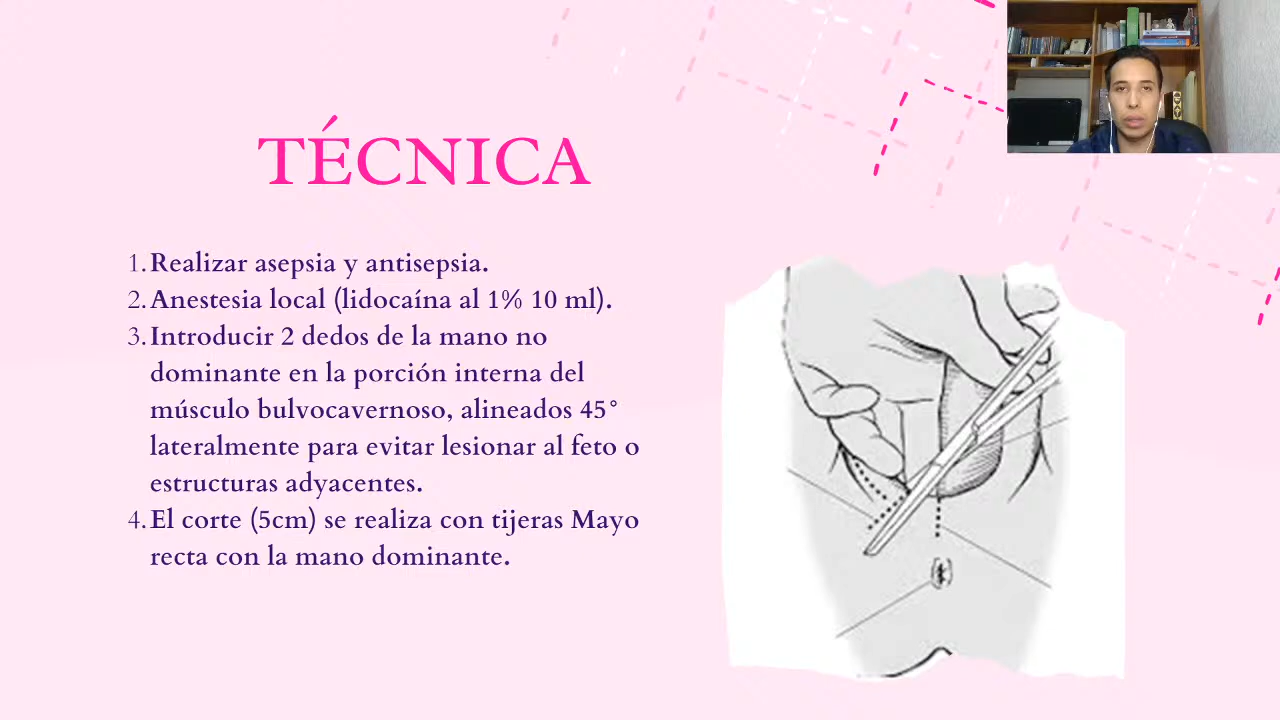 TÉCNICA
1. Realizar asepsia y antisepsia.
2. Anestesia local (lidocaína al 1% 10 ml).
3. Introducir 2 dedos de la mano no
dominante en la porción interna del
músculo bulvocavernoso, alineados 45°
lateralmente para evitar lesionar al feto o
estructuras adyacentes.
4. El corte (5cm) se realiza con tijeras Mayo
recta con la mano dominante.